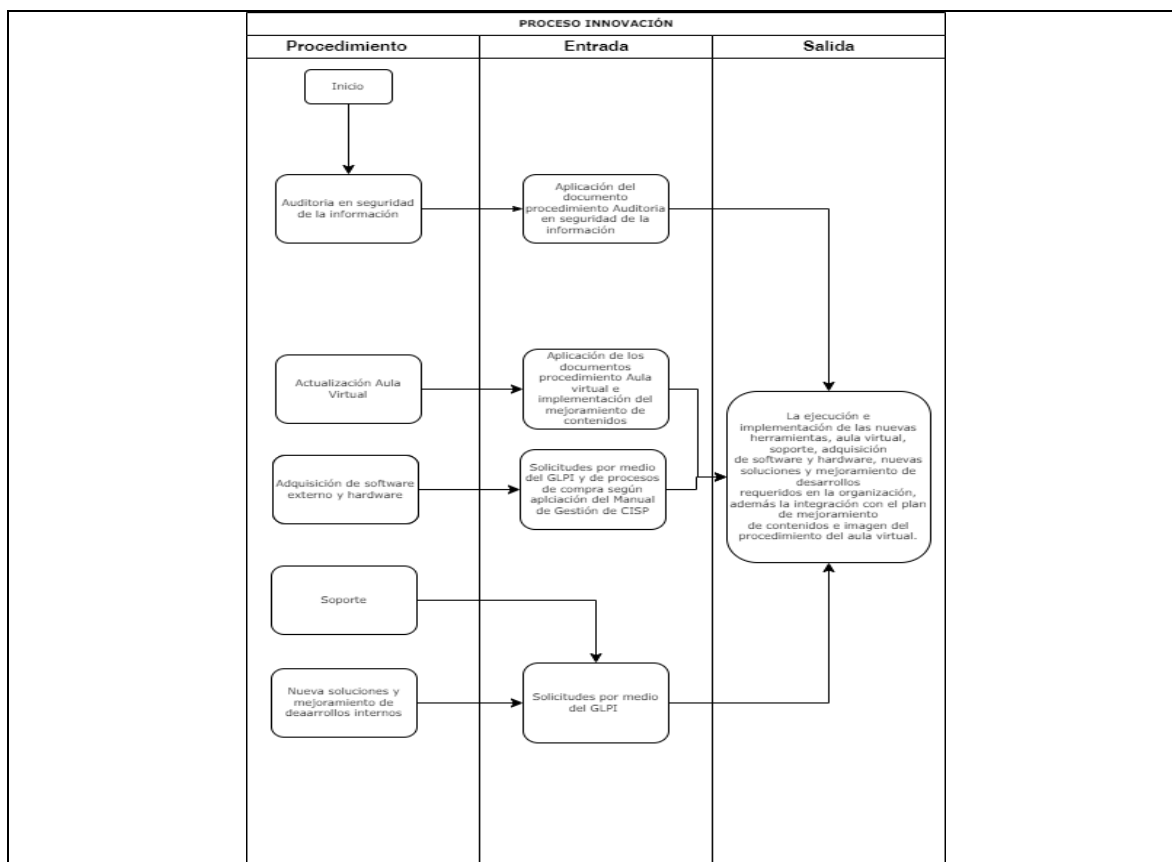 PROCESO INNOVACIÓN
Procedimiento
Entrada
Salida
Inicio
Auditoria en seguridad
de la información
Aplicación del
documento
procedimiento Auditoria
en seguridad de la
información
Actualización Aula
Virtual
Aplicación de los
documentos
procedimiento Aula
virtual e
implementación del
mejoramiento de
contenidos
Adquisición de software
externo y hardware
Solicitudes por medio
del GLPI y de procesos
de compra según
aplciación del Manual
de Gestión de CISP
La ejecución e
implementación de las nuevas
herramientas, aula virtual,
soporte, adquisición
de software y hardware, nuevas
soluciones y mejoramiento de
desarrollos
requeridos en la organización,
además la integración con el plan
de mejoramiento
de contenidos e imagen del
procedimiento del aula virtual.
Soporte
Nueva soluciones y
mejoramiento de
deaarrollos internos
Solicitudes por medio
del GLPI